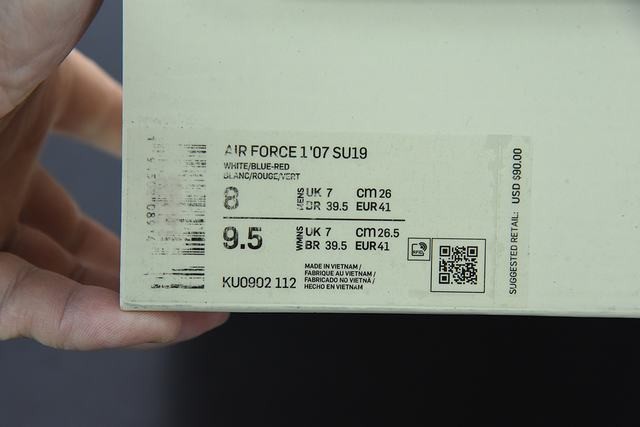 AIR FORCE 1'07 SU19
WHITE/BLUE-RED
BLANC/ROUGE/VERT
8 MENS UK 7 CM 26
BR 39.5 EUR 41
9.5 WMNS UK 7 CM 26.5
BR 39.5 EUR 41
KU0902 112
MADE IN VIETNAM /
FABRIQUE AU VIETNAM /
FABRICADO NO VIETNÃ /
HECHO EN VIETNAM
SUGGESTED RETAIL: USD $90.00